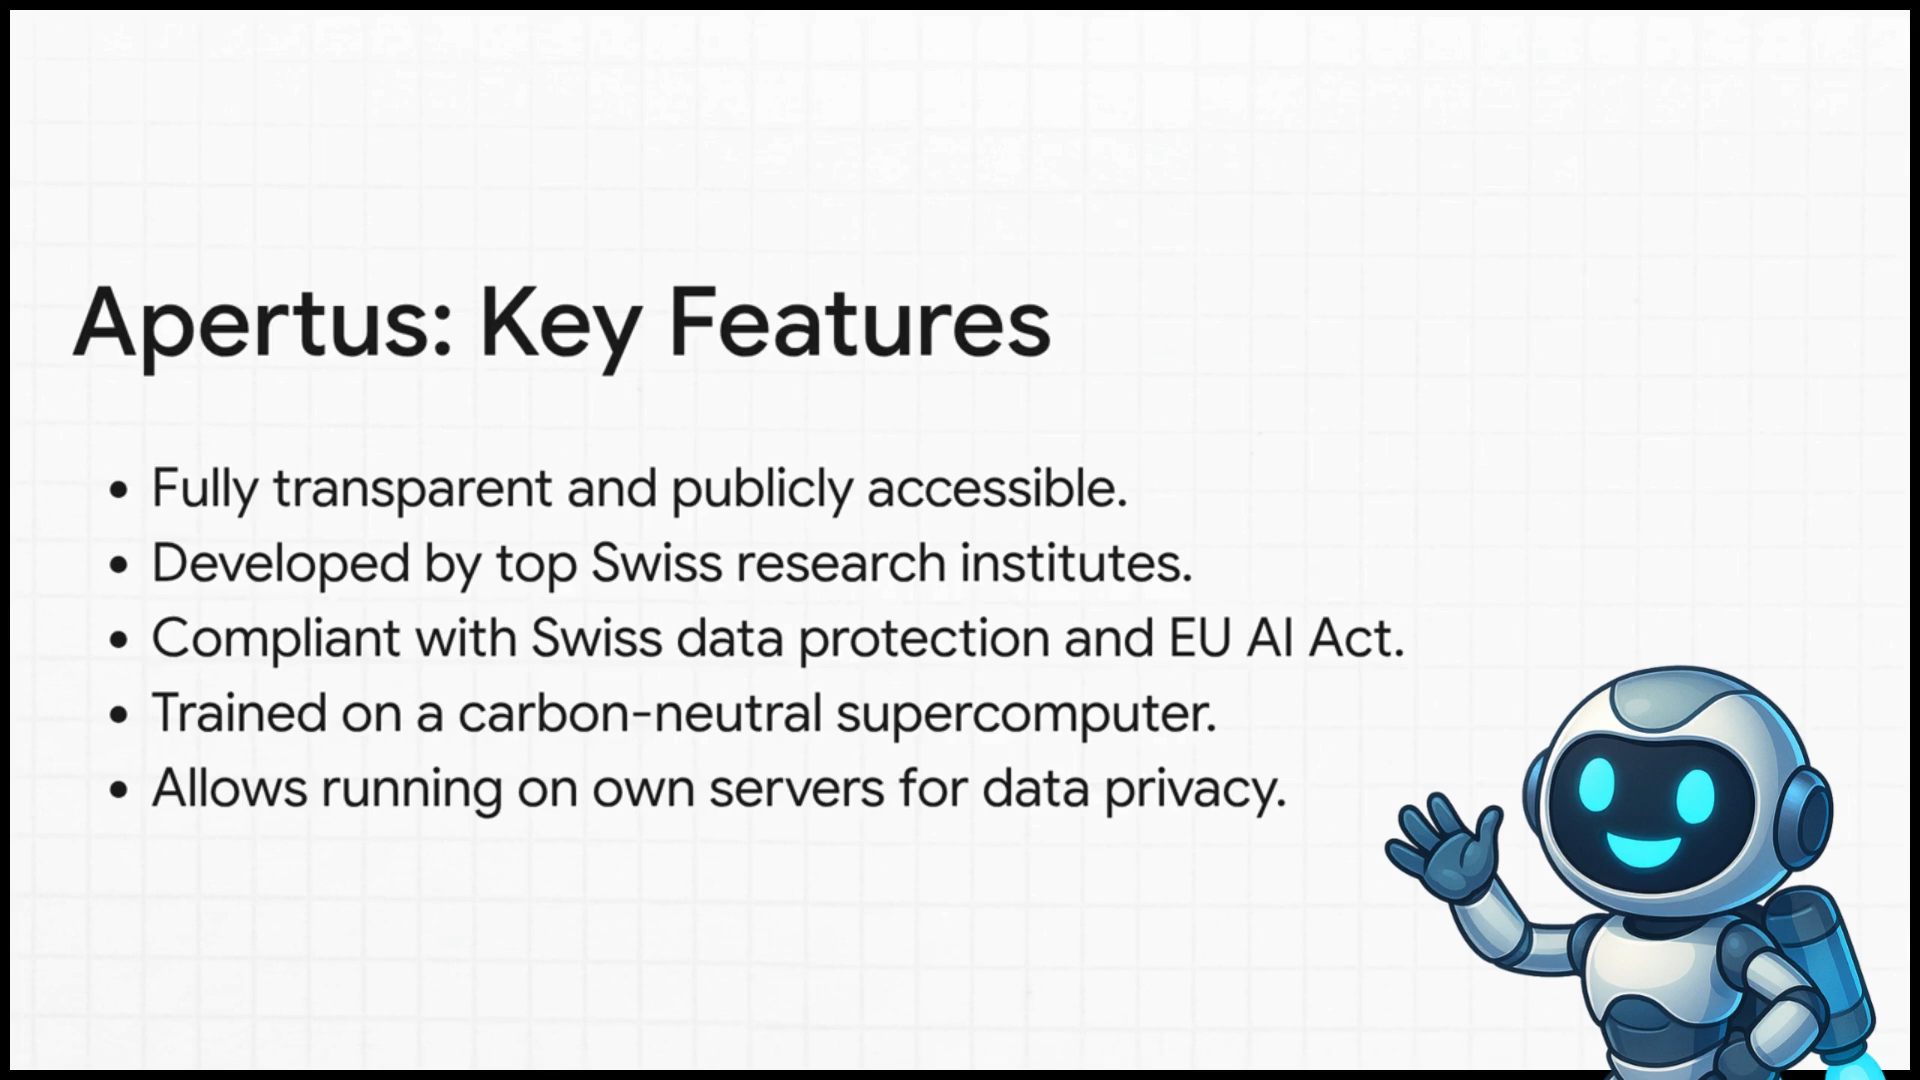 Apertus: Key Features
• Fully transparent and publicly accessible.
• Developed by top Swiss research institutes.
• Compliant with Swiss data protection and EU AI Act.
• Trained on a carbon-neutral supercomputer.
• Allows running on own servers for data privacy.